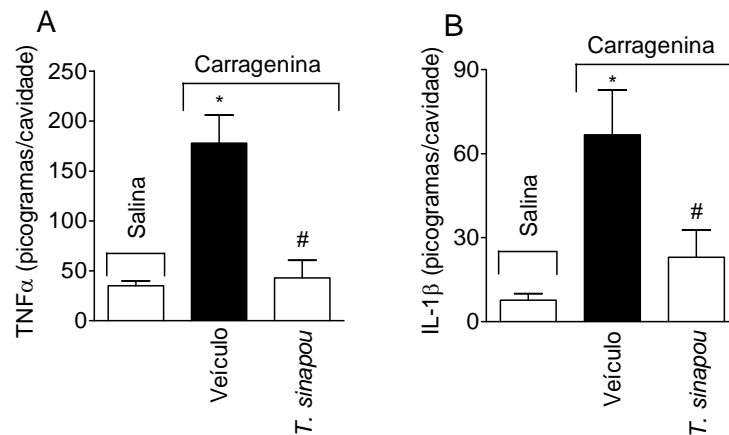 A
Carragenina
TNFα (picogramas/cavidade)
250
200
150
100
50
0
Salina
*
#
Veículo
T. sinapou
B
Carragenina
IL-1β (picogramas/cavidade)
90
60
30
0
Salina
*
#
Veículo
T. sinapou